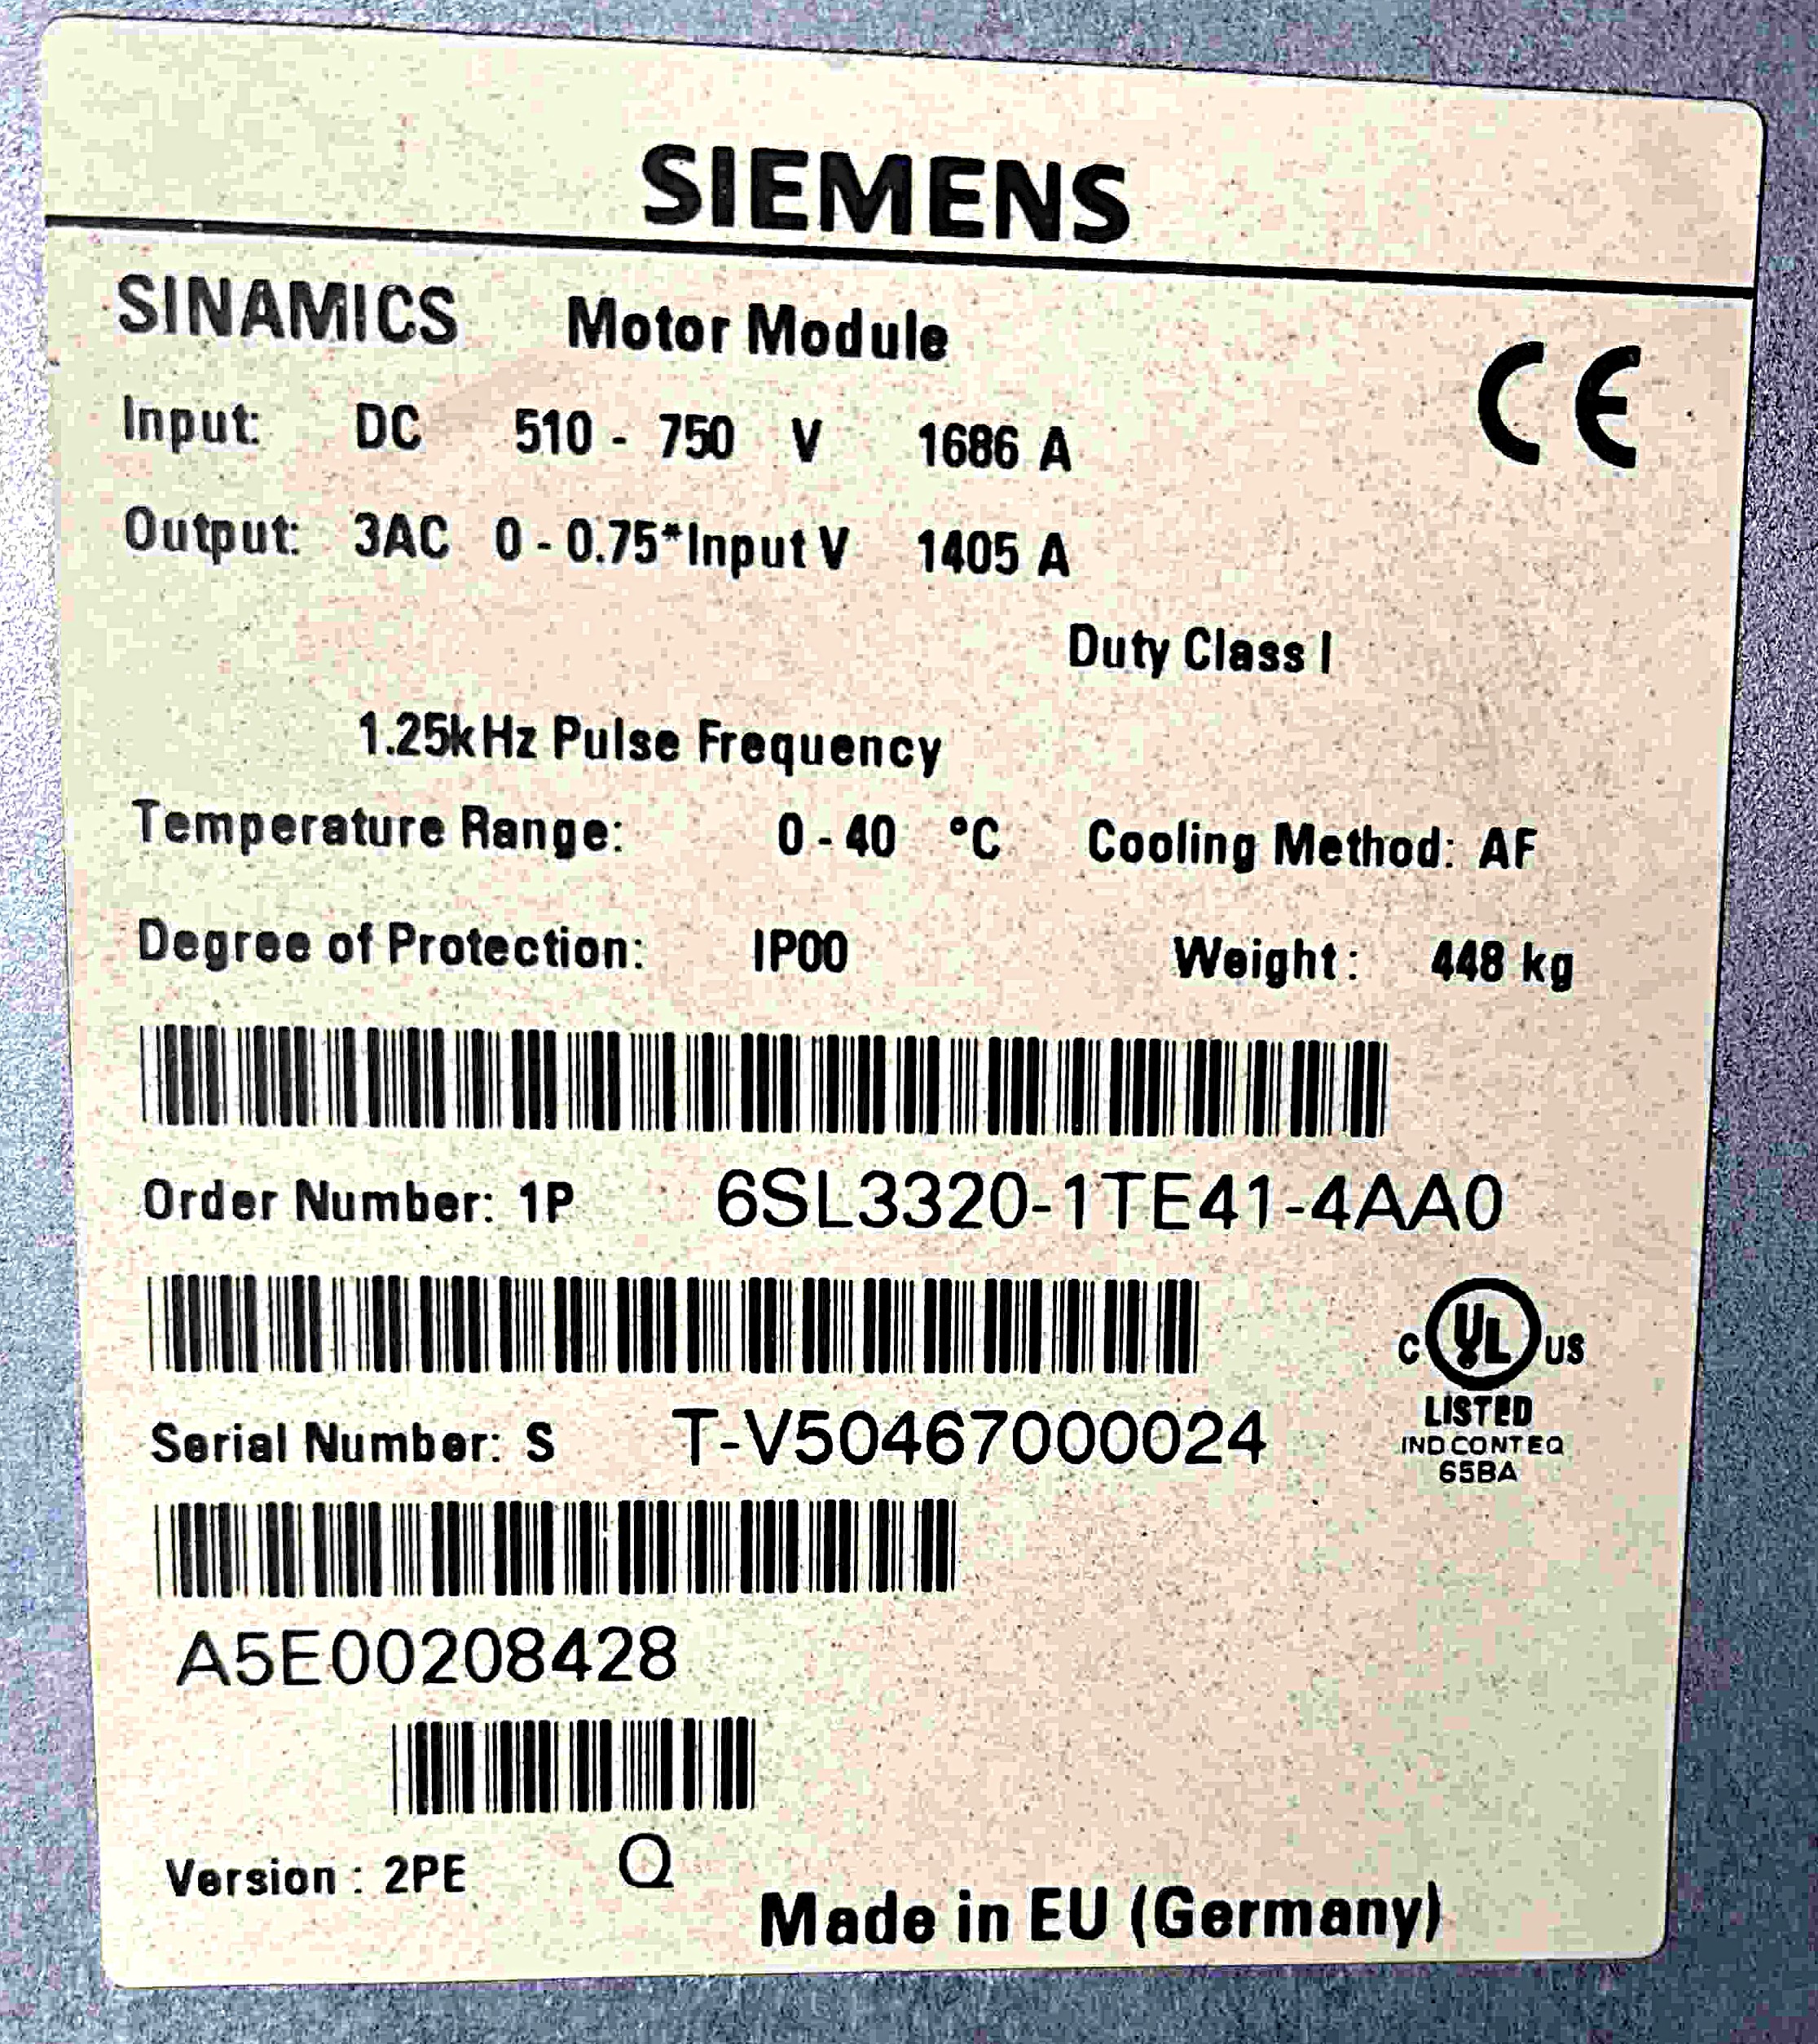 SIEMENS
SINAMICS Motor Module
CE
Input: DC 510 - 750 V 1686 A
Output: 3AC 0 - 0.75*Input V 1405 A
Duty Class I
1.25kHz Pulse Frequency
Temperature Range: 0 - 40 °C Cooling Method: AF
Degree of Protection: IP00 Weight: 448 kg
Order Number: 1P 6SL3320-1TE41-4AA0
Serial Number: S T-V50467000024
C UL US
LISTED
IND CONT EQ
65BA
A5E00208428
Version : 2PE Q
Made in EU (Germany)